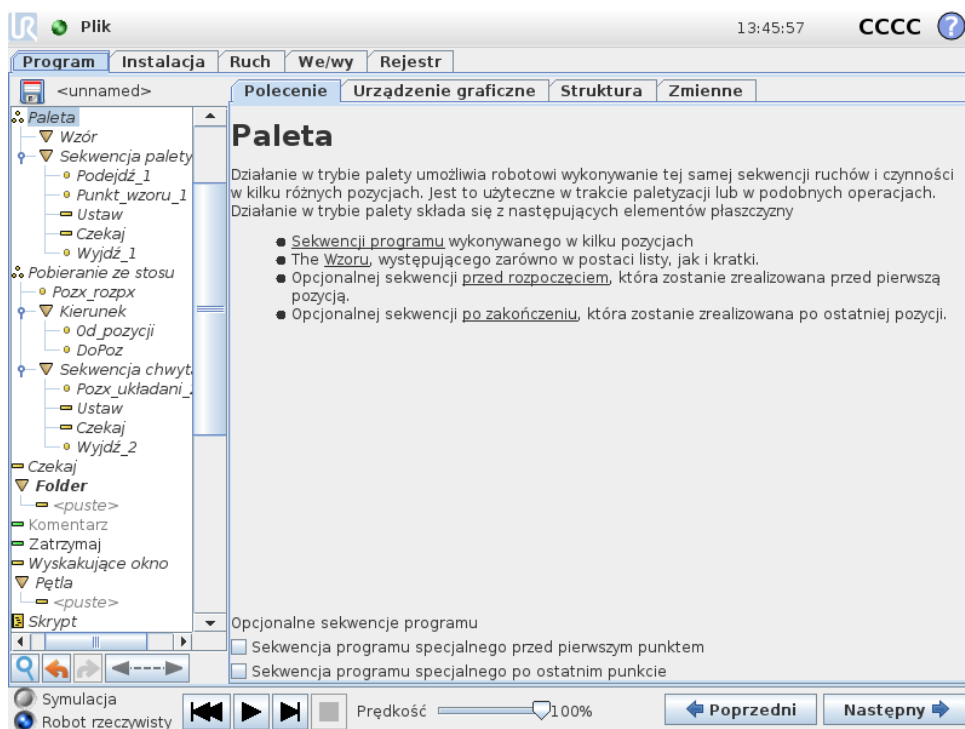 UR Plik 13:45:57 CCCC ?
Program Instalacja Ruch We/wy Rejestr
<unnamed>
Polecenie Urządzenie graficzne Struktura Zmienne
Paleta
Wzór
Sekwencja palety
Podejdź_1
Punkt_wzoru_1
Ustaw
Czekaj
Wyjdź_1
Pobieranie ze stosu
Pozx_rozpx
Kierunek
Od_pozycji
DoPoz
Sekwencja chwyt
Pozx_układani_
Ustaw
Czekaj
Wyjdź_2
Czekaj
Folder
<puste>
Komentarz
Zatrzymaj
Wyskakujące okno
Pętla
<puste>
Skrypt
Paleta
Działanie w trybie palety umożliwia robotowi wykonywanie tej samej sekwencji ruchów i czynności
w kilku różnych pozycjach. Jest to użyteczne w trakcie paletyzacji lub w podobnych operacjach.
Działanie w trybie palety składa się z następujących elementów płaszczyzny
Sekwencji programu wykonywanego w kilku pozycjach
The Wzoru, występującego zarówno w postaci listy, jak i kratki.
Opcjonalnej sekwencji przed rozpoczęciem, która zostanie zrealizowana przed pierwszą
pozycją.
Opcjonalnej sekwencji po zakończeniu, która zostanie zrealizowana po ostatniej pozycji.
Opcjonalne sekwencje programu
Sekwencja programu specjalnego przed pierwszym punktem
Sekwencja programu specjalnego po ostatnim punkcie
Symulacja
Robot rzeczywisty
Prędkość 100%
Poprzedni Następny